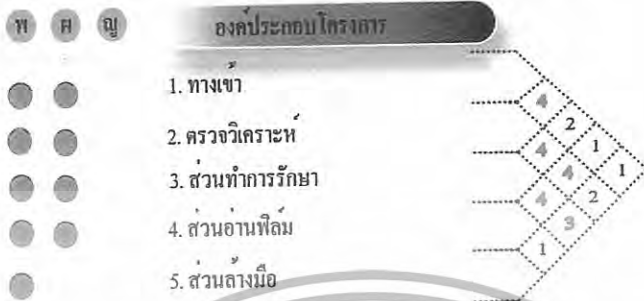 พ ผ ญ องค์ประกอบโครงการ
1. ทางเข้า
2. ตรวจวิเคราะห์
3. ส่วนทำการรักษา
4. ส่วนอ่านฟิล์ม
5. ส่วนล้างมือ
4
2
4 1
4 1
4 2
3
1